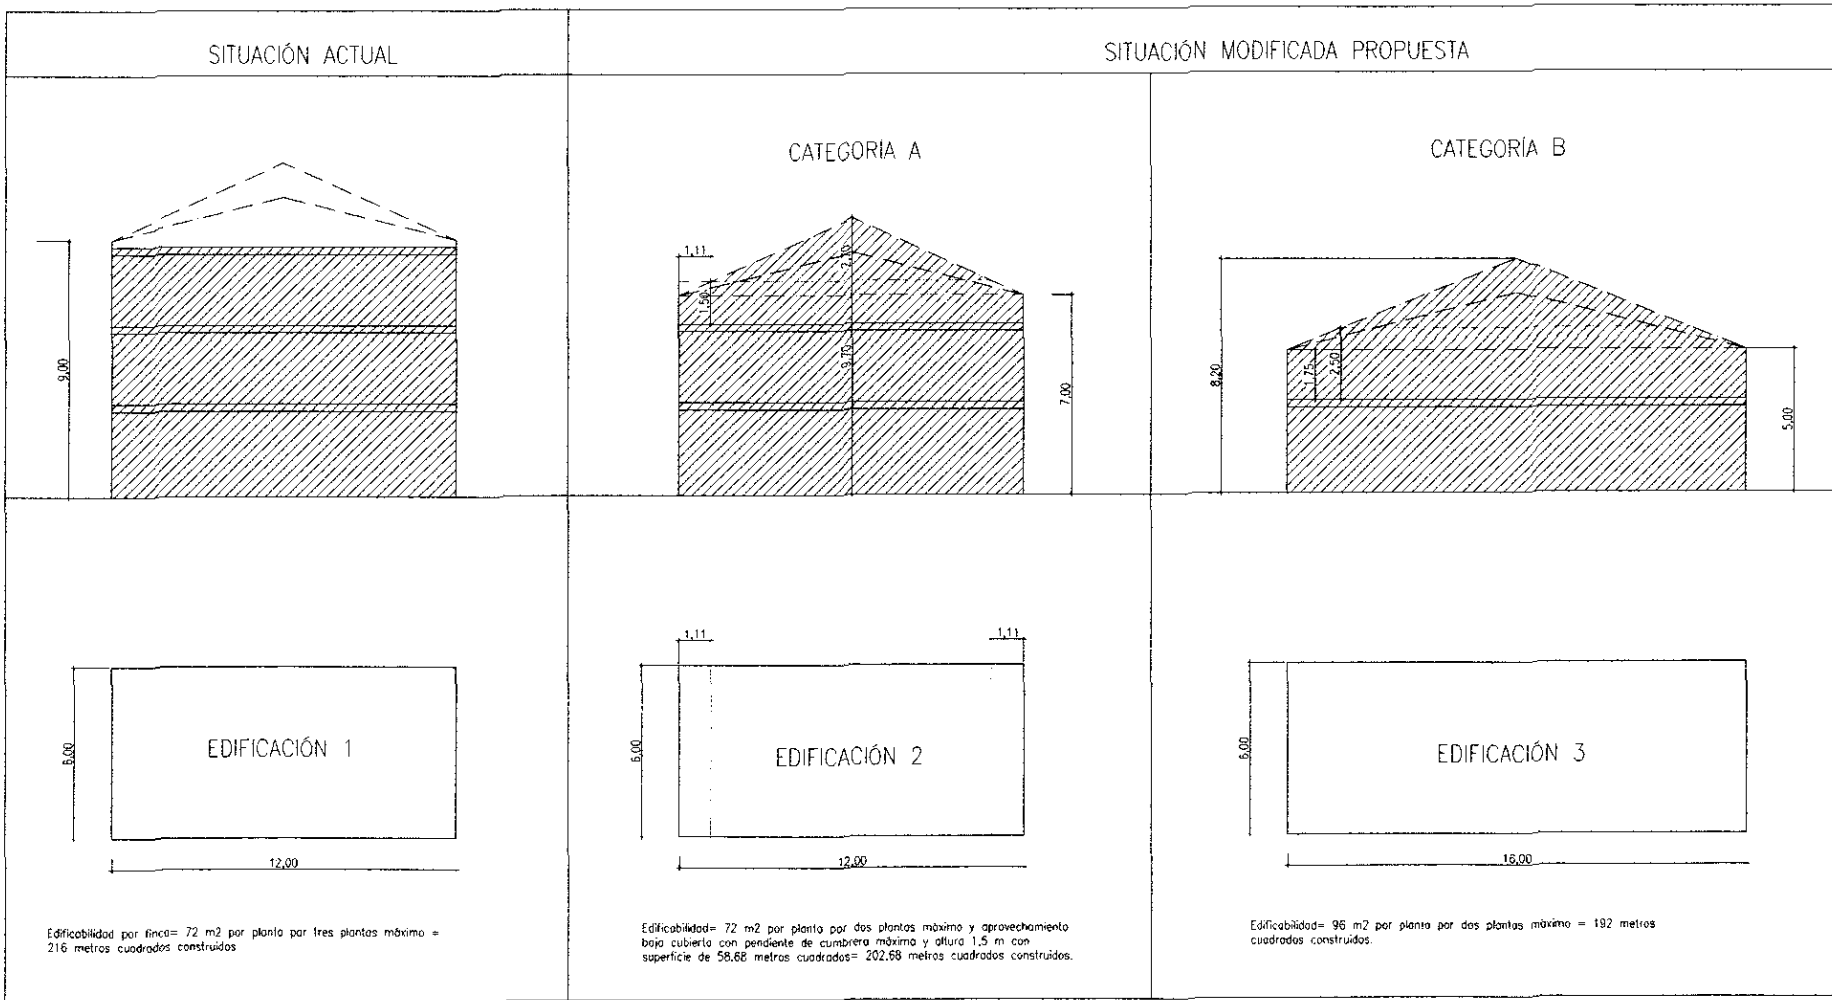 SITUACIÓN ACTUAL
SITUACIÓN MODIFICADA PROPUESTA
CATEGORÍA A
CATEGORÍA B
9,00
1,11
2,70
1,50
9,70
7,00
8,20
1,75
2,50
5,00
6,00
EDIFICACIÓN 1
12,00
1,11
1,11
6,00
EDIFICACIÓN 2
12,00
6,00
EDIFICACIÓN 3
16,00
Edificabilidad por finca= 72 m2 por planta por tres plantas máximo =
216 metros cuadrados construidos
Edificabilidad= 72 m2 por planta por dos plantas máximo y aprovechamiento
bajo cubierta con pendiente de cumbrera máxima y altura 1,5 m con
superficie de 58,68 metros cuadrados= 202,68 metros cuadrados construidos.
Edificabilidad= 96 m2 por planta por dos plantas máximo = 192 metros
cuadrados construidos.